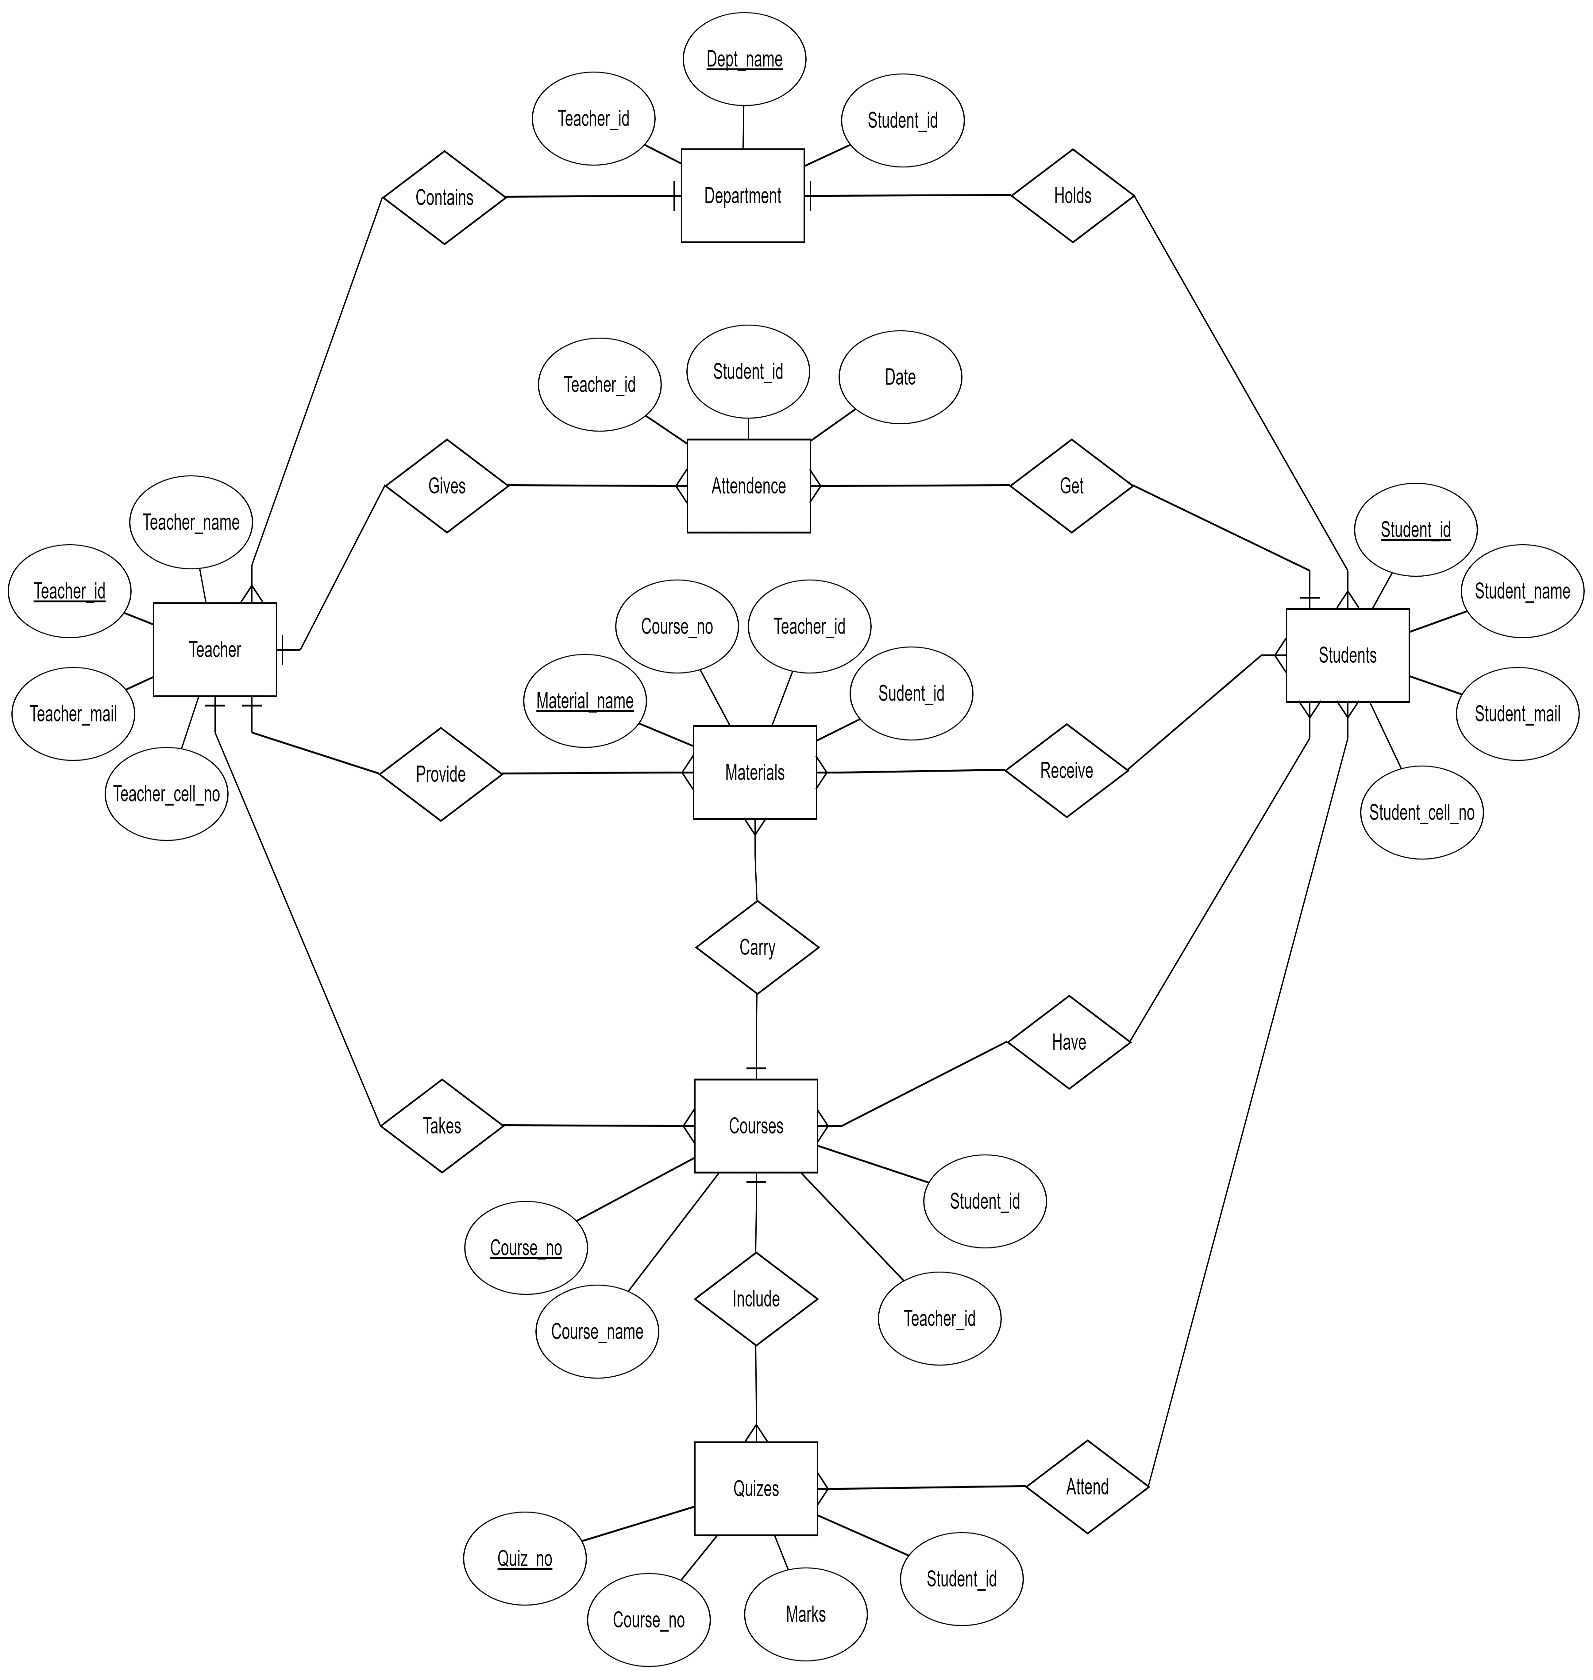 Dept_name
Teacher_id
Student_id
Contains
Department
Holds
Teacher_id
Student_id
Date
Gives
Attendence
Get
Teacher_name
Teacher_id
Teacher
Teacher_mail
Teacher_cell_no
Student_id
Student_name
Students
Student_mail
Student_cell_no
Course_no
Teacher_id
Material_name
Sudent_id
Provide
Materials
Receive
Carry
Have
Takes
Courses
Student_id
Course_no
Course_name
Include
Teacher_id
Quizes
Attend
Quiz_no
Course_no
Marks
Student_id